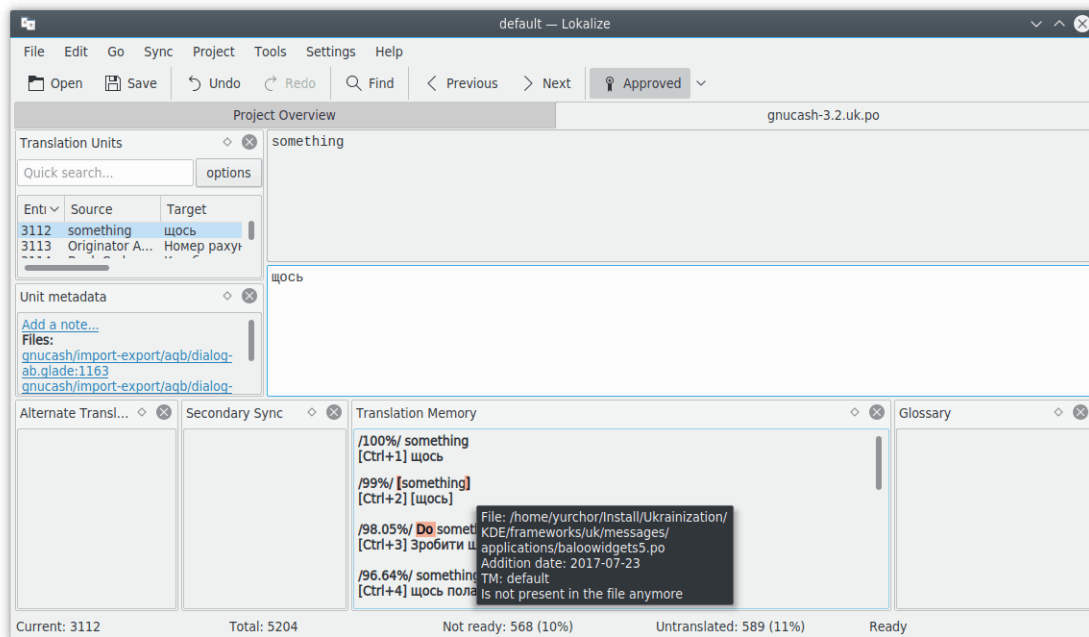 default — Lokalize
File Edit Go Sync Project Tools Settings Help
Open Save Undo Redo Find Previous Next Approved
Project Overview gnucash-3.2.uk.po
Translation Units
Quick search... options
Source Target
3112 something щось
3113 Originator A... Номер раху
something
щось
Unit metadata
Add a note...
Files:
gnucash/import-export/aqb/dialog-
ab.glade:1163
gnucash/import-export/aqb/dialog-
Alternate Transl... Secondary Sync Translation Memory Glossary
/100%/ something
[Ctrl+1] щось
/99%/ [something]
[Ctrl+2] [щось]
/98.05%/ Do somet
[Ctrl+3] Зробити щ
/96.64%/ something
[Ctrl+4] щось пола
File: /home/yurchor/Install/Ukrainization/
KDE/frameworks/uk/messages/
applications/baloowidgets5.po
Addition date: 2017-07-23
TM: default
Is not present in the file anymore
Current: 3112 Total: 5204 Not ready: 568 (10%) Untranslated: 589 (11%) Ready